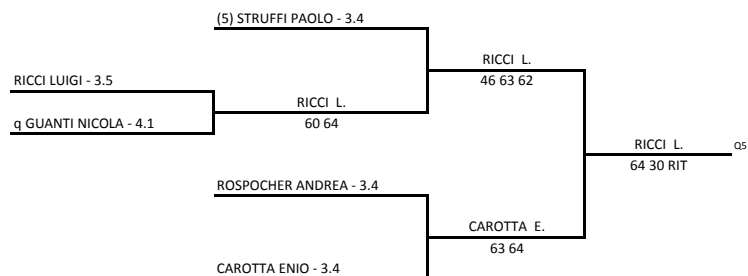 (5) STRUFFI PAOLO - 3.4
RICCI L.
46 63 62
RICCI LUIGI - 3.5
RICCI L.
60 64
q GUANTI NICOLA - 4.1
RICCI L.
Q5
64 30 RIT
ROSPOCHER ANDREA - 3.4
CAROTTA E.
63 64
CAROTTA ENIO - 3.4